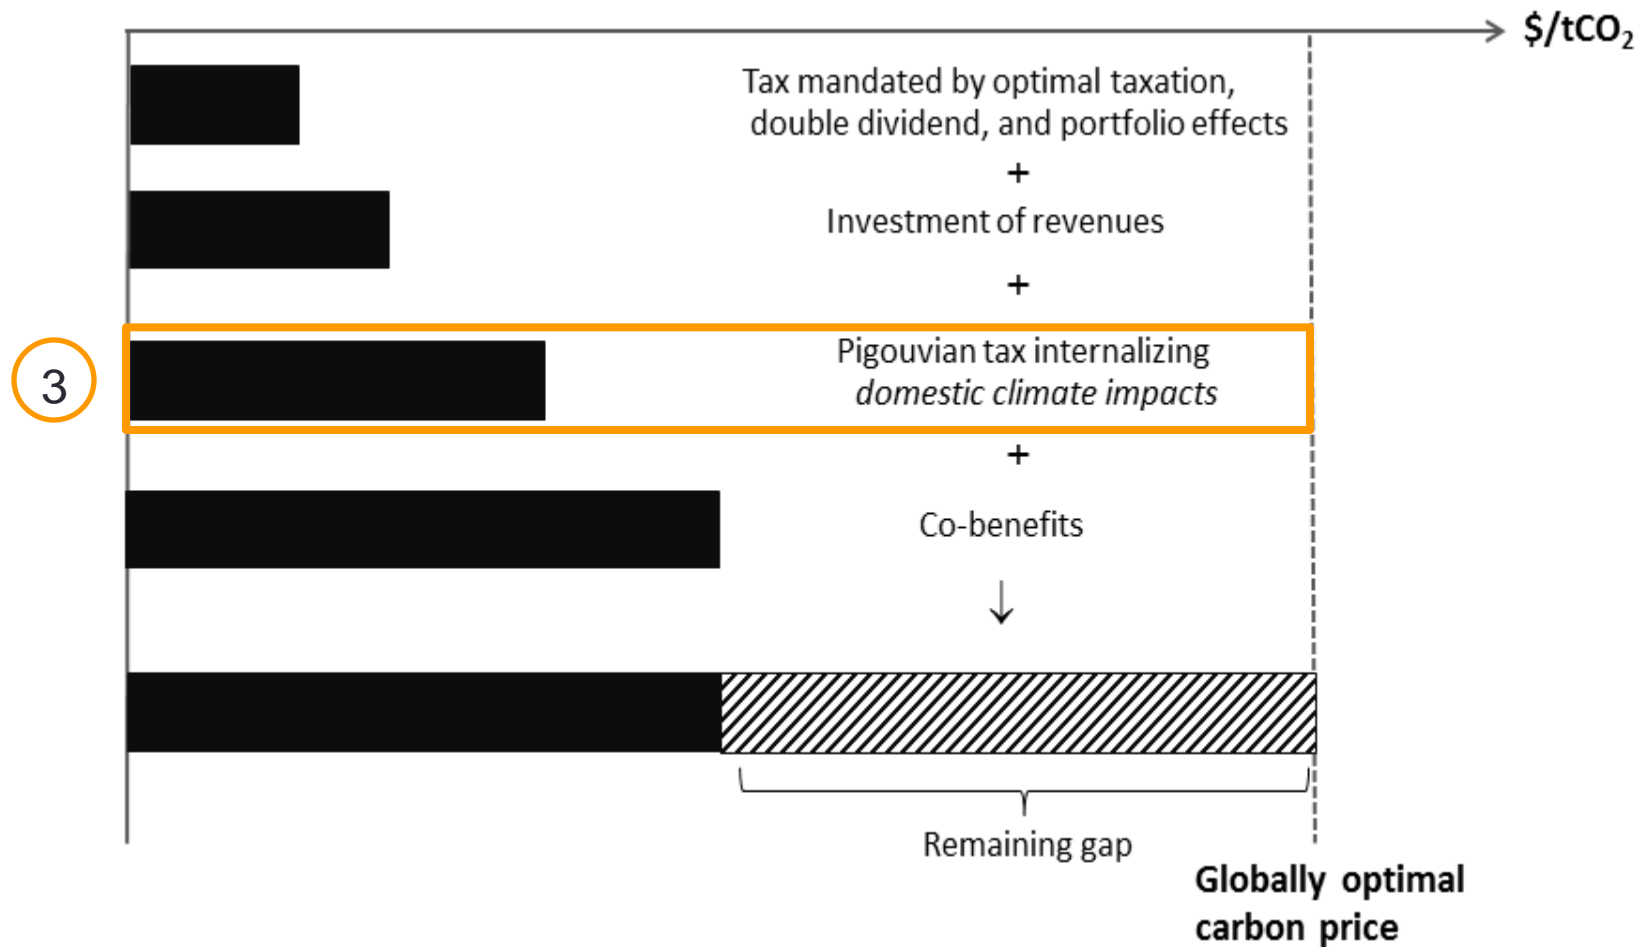 $/tCO₂
Tax mandated by optimal taxation,
double dividend, and portfolio effects
+
Investment of revenues
+
3
Pigouvian tax internalizing
domestic climate impacts
+
Co-benefits
↓
Remaining gap
Globally optimal
carbon price